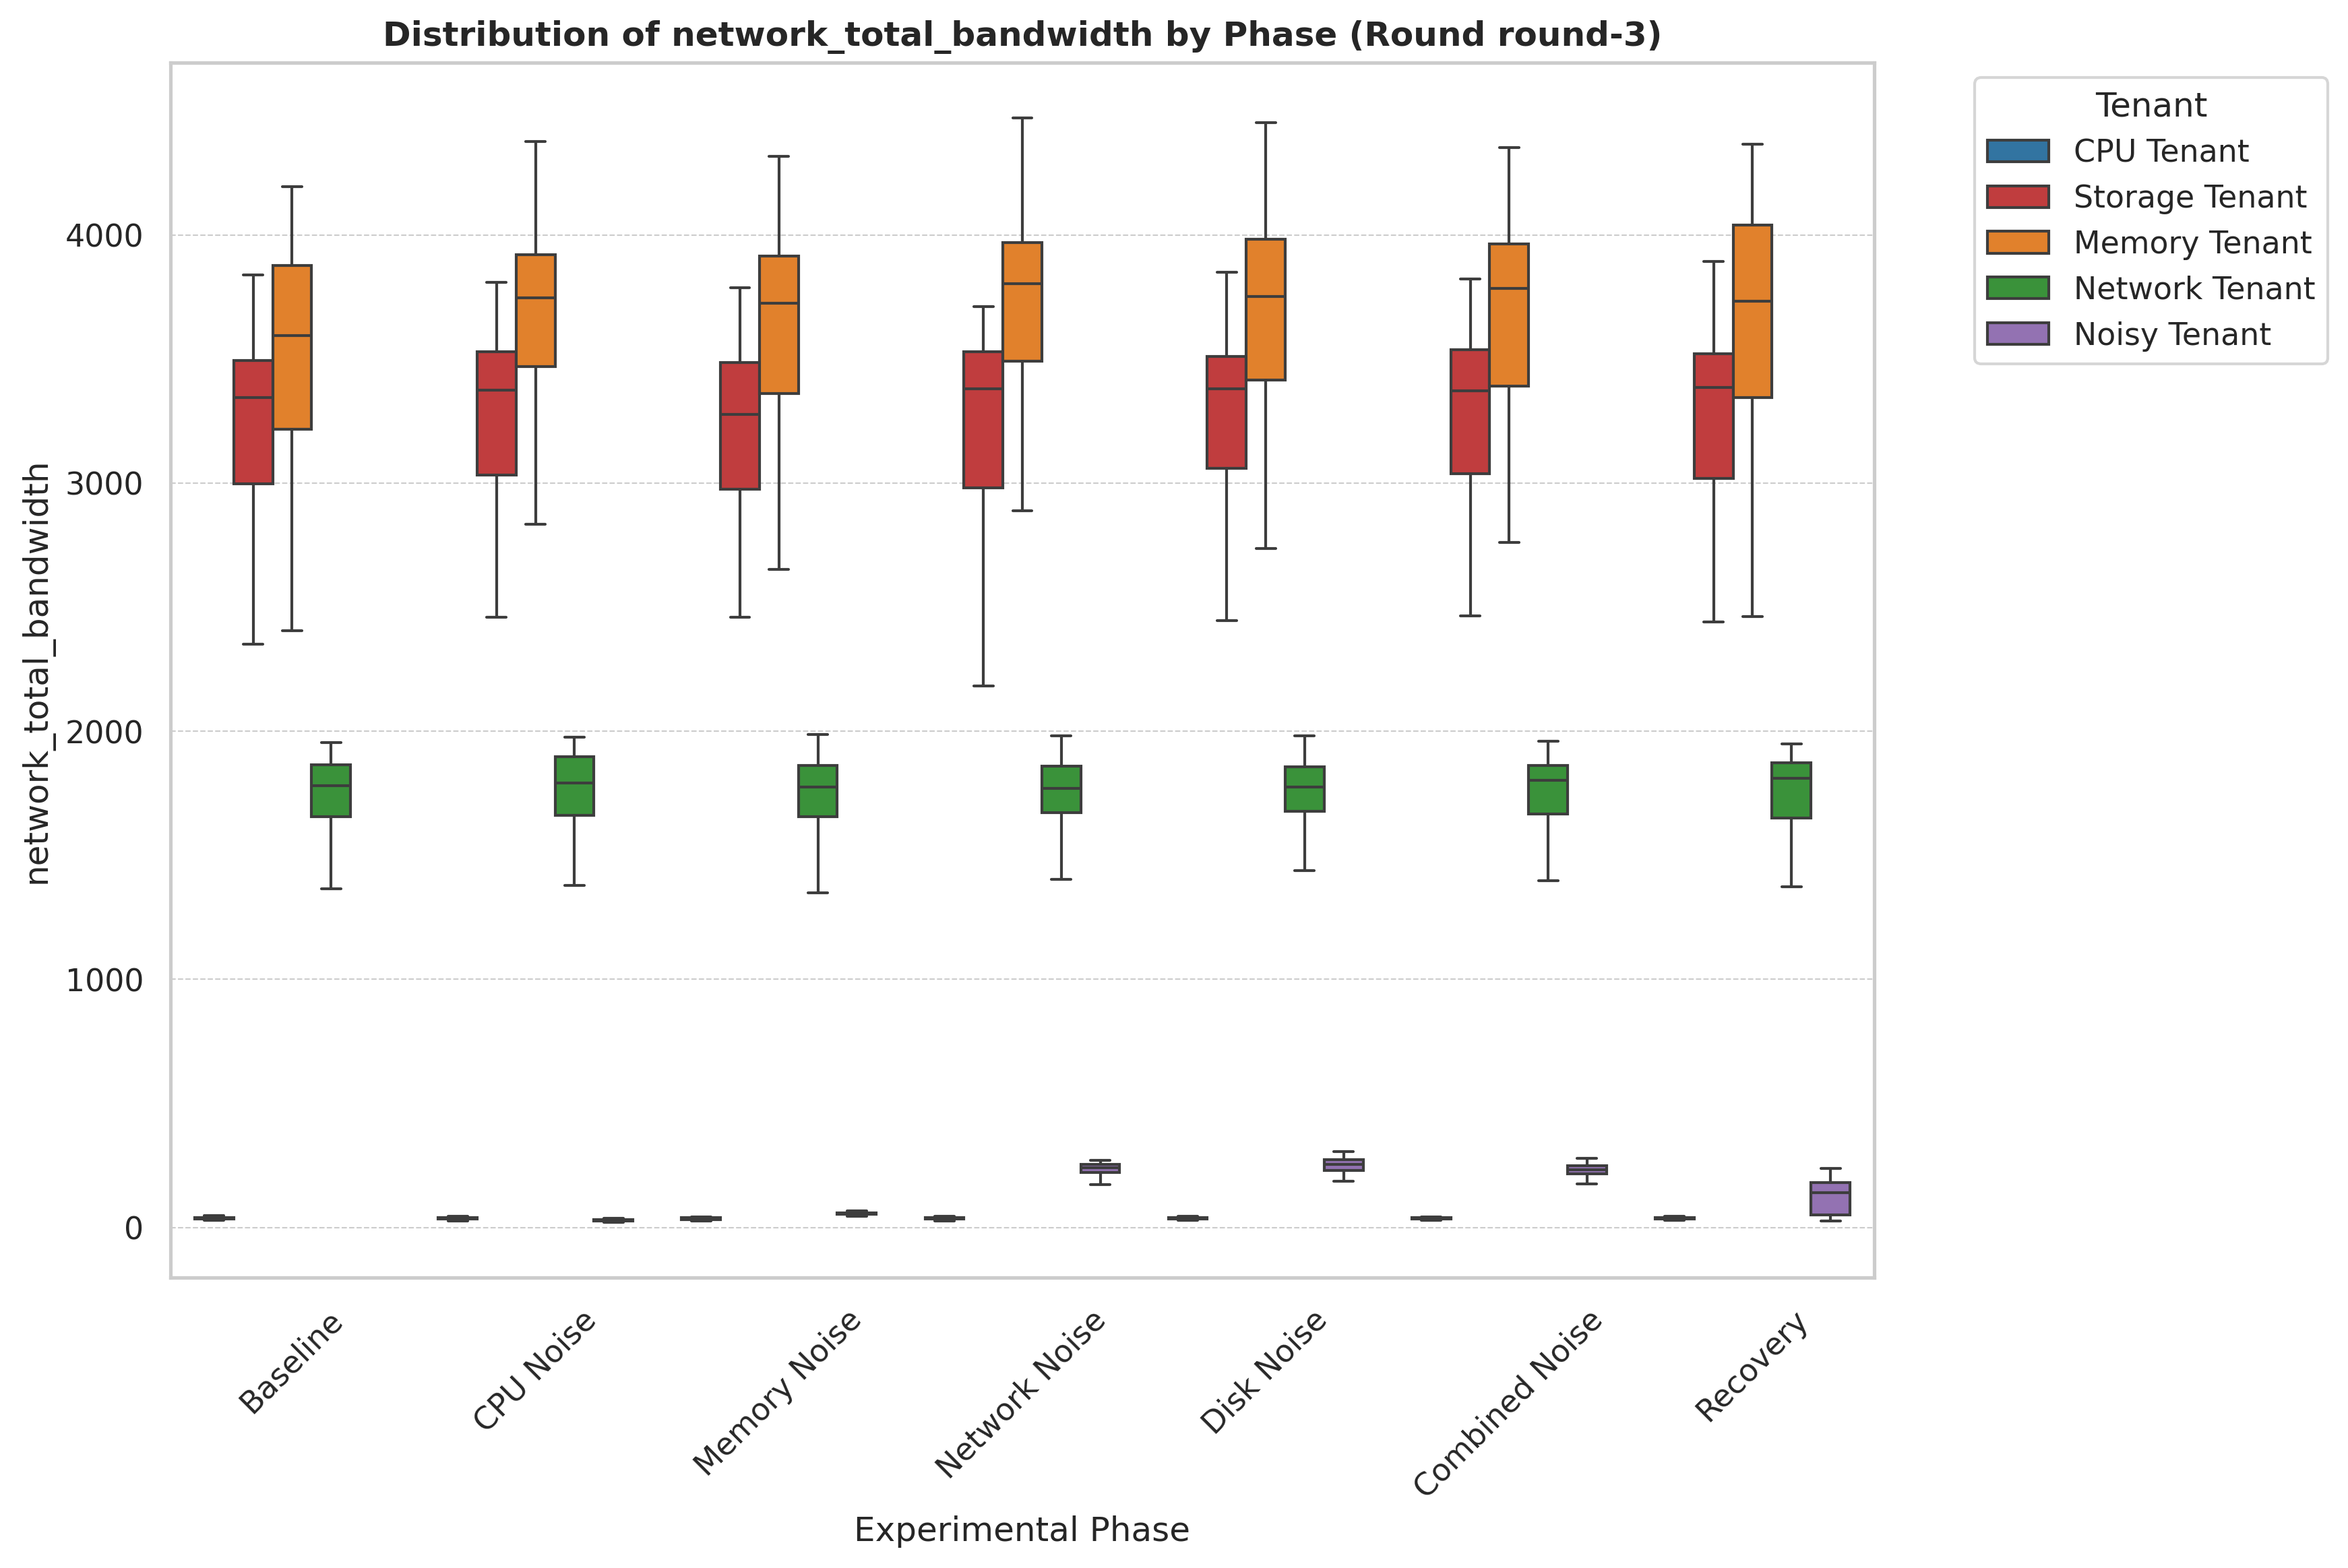 Distribution of network_total_bandwidth by Phase (Round round-3)
network_total_bandwidth
4000
3000
2000
1000
0
Baseline
CPU Noise
Memory Noise
Network Noise
Disk Noise
Combined Noise
Recovery
Experimental Phase
Tenant
CPU Tenant
Storage Tenant
Memory Tenant
Network Tenant
Noisy Tenant